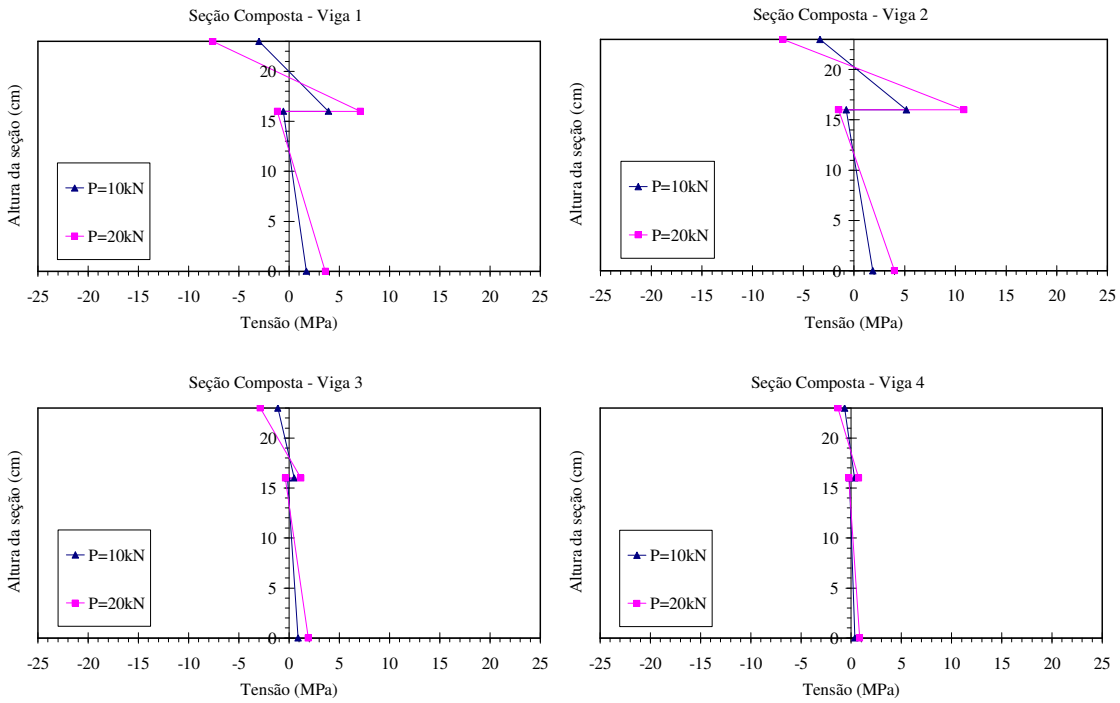 Seção Composta - Viga 1
Altura da seção (cm)
20
15
10
5
0
P=10kN
P=20kN
-25 -20 -15 -10 -5 0 5 10 15 20 25
Tensão (MPa)
Seção Composta - Viga 2
Altura da seção (cm)
20
15
10
5
0
P=10kN
P=20kN
-25 -20 -15 -10 -5 0 5 10 15 20 25
Tensão (MPa)
Seção Composta - Viga 3
Altura da seção (cm)
20
15
10
5
0
P=10kN
P=20kN
-25 -20 -15 -10 -5 0 5 10 15 20 25
Tensão (MPa)
Seção Composta - Viga 4
Altura da seção (cm)
20
15
10
5
0
P=10kN
P=20kN
-25 -20 -15 -10 -5 0 5 10 15 20 25
Tensão (MPa)